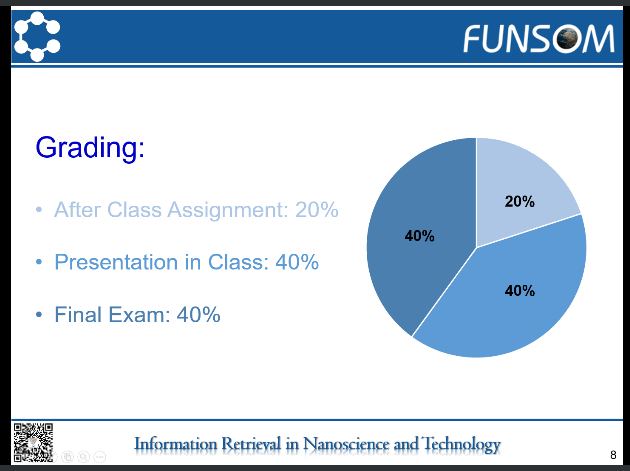 FUNSOM
Grading:
• After Class Assignment: 20%
• Presentation in Class: 40%
• Final Exam: 40%
20%
40%
40%
Information Retrieval in Nanoscience and Technology
8